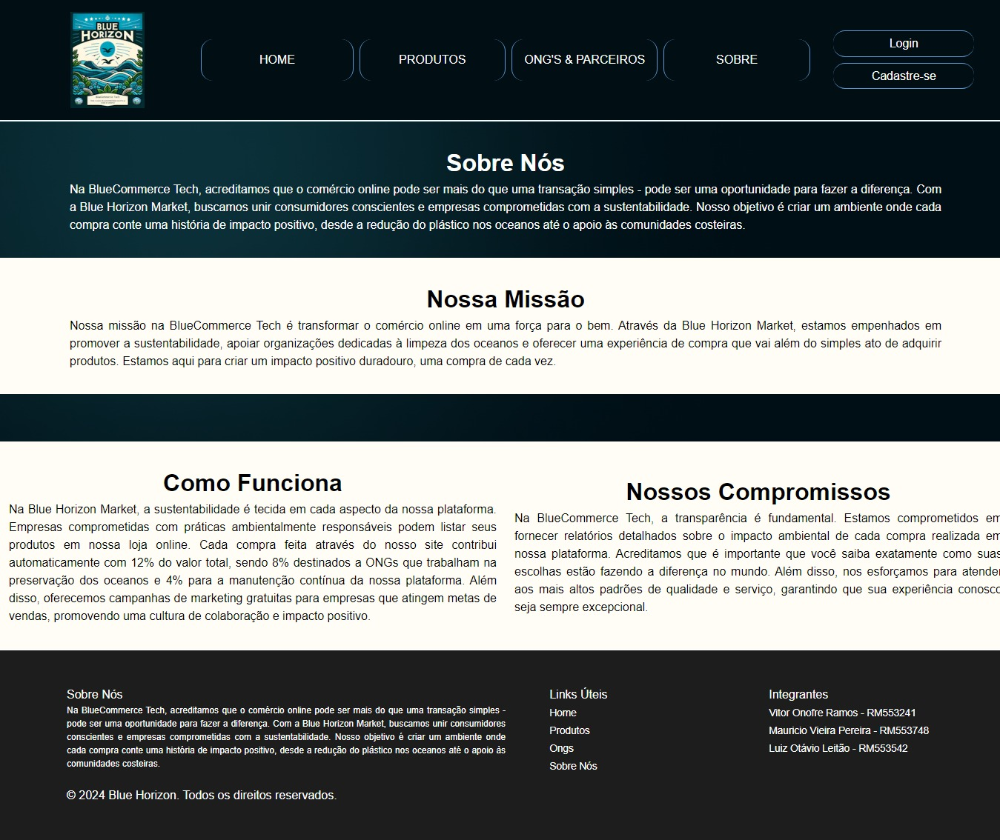 BLUE
HORIZON
BlueCommerce Tech
HOME
PRODUTOS
ONG'S & PARCEIROS
SOBRE
Login
Cadastre-se
Sobre Nós
Na BlueCommerce Tech, acreditamos que o comércio online pode ser mais do que uma transação simples - pode ser uma oportunidade para fazer a diferença. Com
a Blue Horizon Market, buscamos unir consumidores conscientes e empresas comprometidas com a sustentabilidade. Nosso objetivo é criar um ambiente onde cada
compra conte uma história de impacto positivo, desde a redução do plástico nos oceanos até o apoio às comunidades costeiras.
Nossa Missão
Nossa missão na BlueCommerce Tech é transformar o comércio online em uma força para o bem. Através da Blue Horizon Market, estamos empenhados em
promover a sustentabilidade, apoiar organizações dedicadas à limpeza dos oceanos e oferecer uma experiência de compra que vai além do simples ato de adquirir
produtos. Estamos aqui para criar um impacto positivo duradouro, uma compra de cada vez.
Como Funciona
Na Blue Horizon Market, a sustentabilidade é tecida em cada aspecto da nossa plataforma.
Empresas comprometidas com práticas ambientalmente responsáveis podem listar seus
produtos em nossa loja online. Cada compra feita através do nosso site contribui
automaticamente com 12% do valor total, sendo 8% destinados a ONGs que trabalham na
preservação dos oceanos e 4% para a manutenção contínua da nossa plataforma. Além
disso, oferecemos campanhas de marketing gratuitas para empresas que atingem metas de
vendas, promovendo uma cultura de colaboração e impacto positivo.
Nossos Compromissos
Na BlueCommerce Tech, a transparência é fundamental. Estamos comprometidos em
fornecer relatórios detalhados sobre o impacto ambiental de cada compra realizada em
nossa plataforma. Acreditamos que é importante que você saiba exatamente como suas
escolhas estão fazendo a diferença no mundo. Além disso, nos esforçamos para atender
aos mais altos padrões de qualidade e serviço, garantindo que sua experiência conosco
seja sempre excepcional.
Sobre Nós
Na BlueCommerce Tech, acreditamos que o comércio online pode ser mais do que uma transação simples -
pode ser uma oportunidade para fazer a diferença. Com a Blue Horizon Market, buscamos unir consumidores
conscientes e empresas comprometidas com a sustentabilidade. Nosso objetivo é criar um ambiente onde
cada compra conte uma história de impacto positivo, desde a redução do plástico nos oceanos até o apoio às
comunidades costeiras.
© 2024 Blue Horizon. Todos os direitos reservados.
Links Úteis
Home
Produtos
Ongs
Sobre Nós
Integrantes
Vitor Onofre Ramos - RM553241
Mauricio Vieira Pereira - RM553748
Luiz Otávio Leitão - RM553542